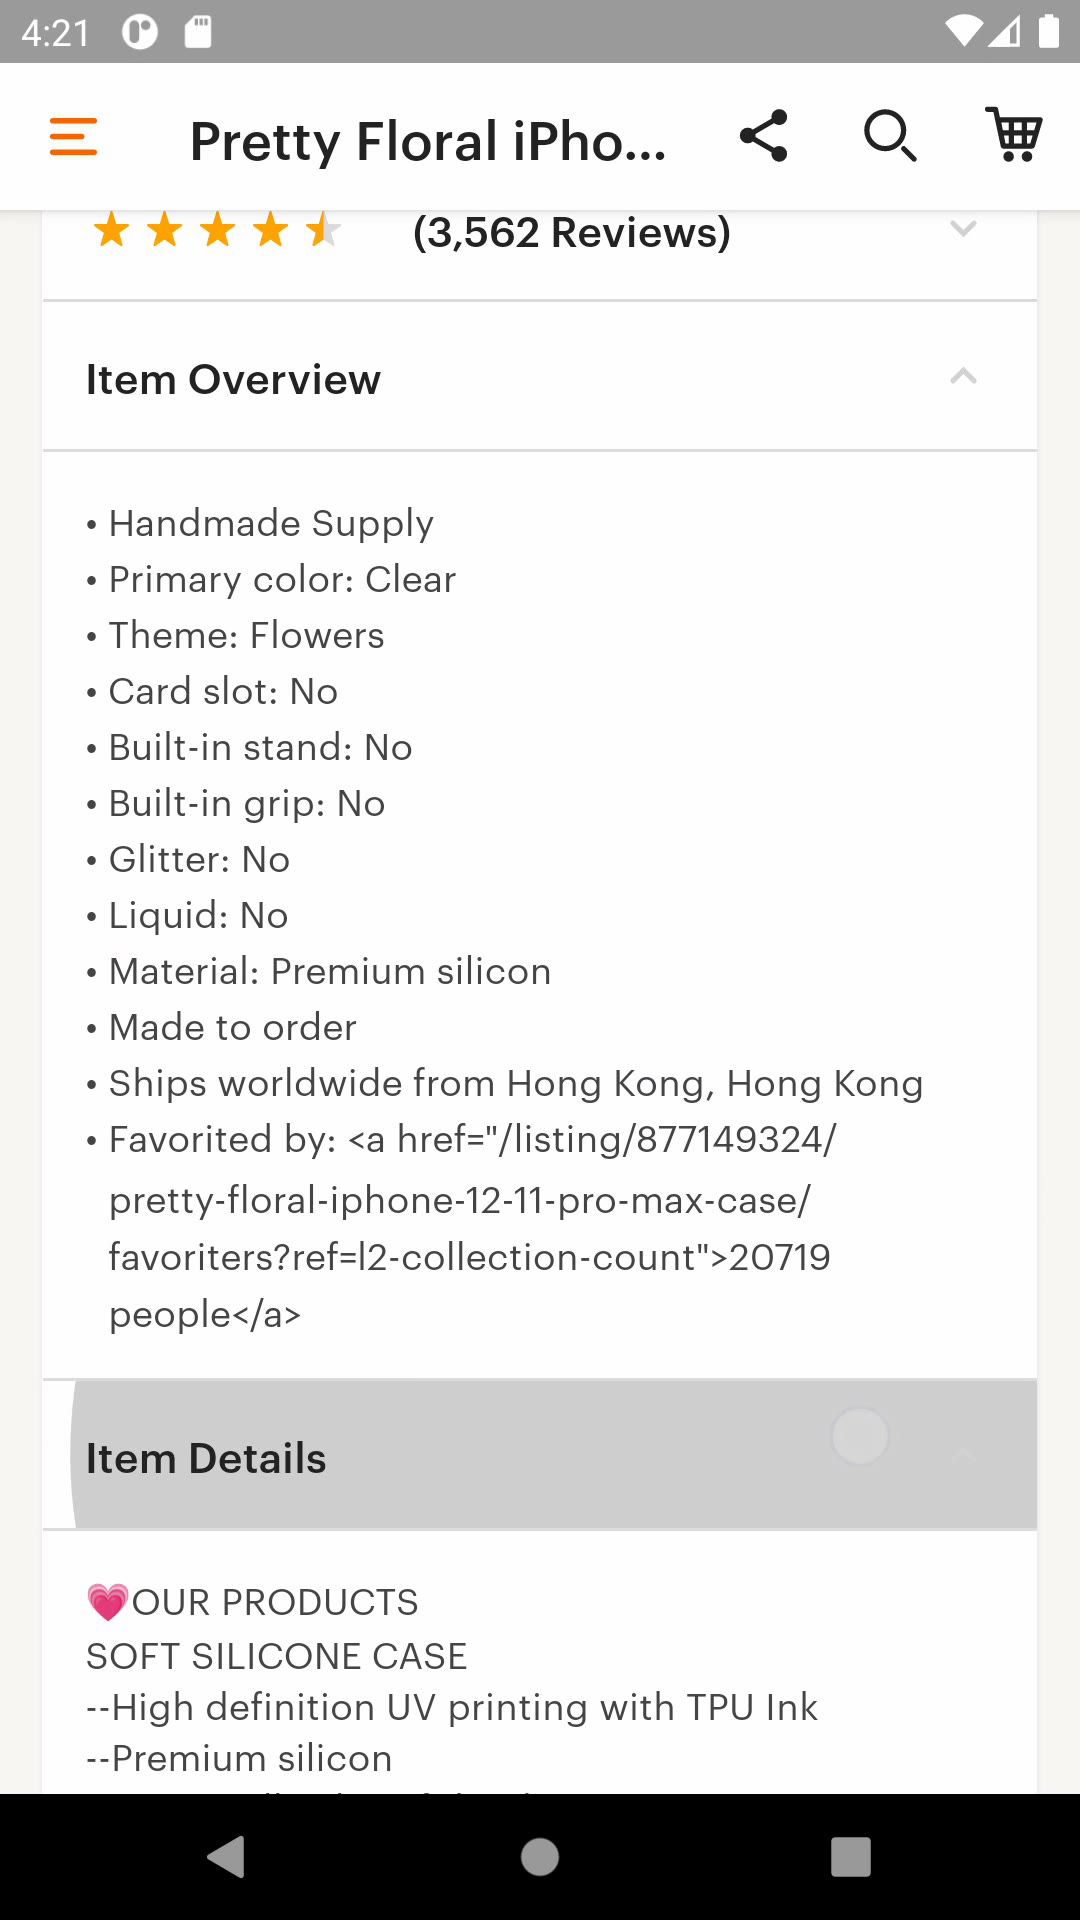 4:21
Pretty Floral iPho...
(3,562 Reviews)
Item Overview
• Handmade Supply
• Primary color: Clear
• Theme: Flowers
• Card slot: No
• Built-in stand: No
• Built-in grip: No
• Glitter: No
• Liquid: No
• Material: Premium silicon
• Made to order
• Ships worldwide from Hong Kong, Hong Kong
• Favorited by: <a href="/listing/877149324/
pretty-floral-iphone-12-11-pro-max-case/
favoriters?ref=l2-collection-count">20719
people</a>
Item Details
💗OUR PRODUCTS
SOFT SILICONE CASE
--High definition UV printing with TPU Ink
--Premium silicon